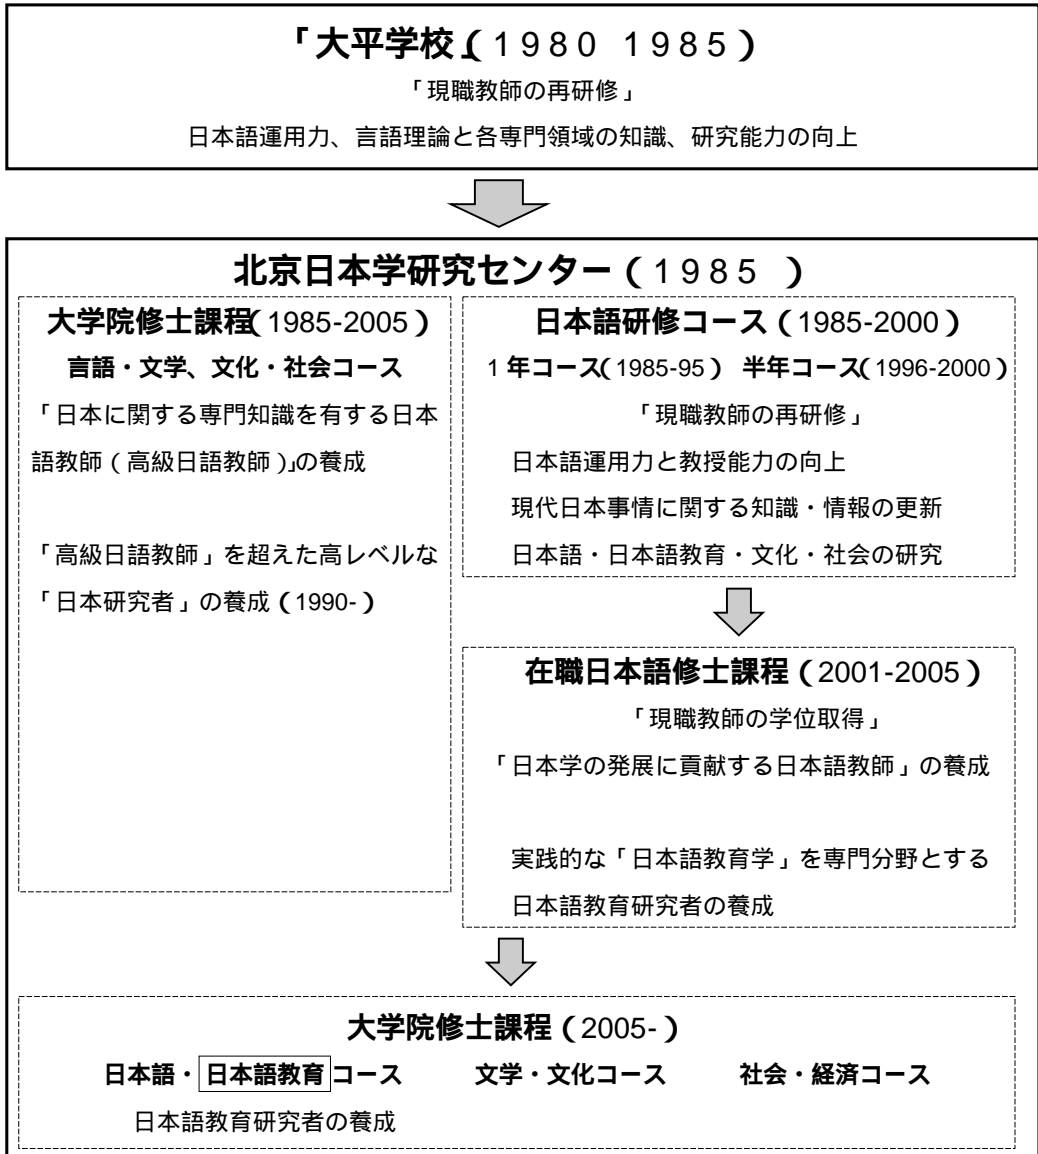 「大平学校」(1980 1985)
「現職教師の再研修」
日本語運用力、言語理論と各専門領域の知識、研究能力の向上
北京日本学研究センター(1985 )
大学院修士課程(1985-2005)
言語・文学、文化・社会コース
「日本に関する専門知識を有する日本
語教師(高級日語教師)」の養成
「高級日語教師」を超えた高レベルな
「日本研究者」の養成(1990-)
日本語研修コース(1985-2000)
1年コース(1985-95) 半年コース(1996-2000)
「現職教師の再研修」
日本語運用力と教授能力の向上
現代日本事情に関する知識・情報の更新
日本語・日本語教育・文化・社会の研究
在職日本語修士課程(2001-2005)
「現職教師の学位取得」
「日本学の発展に貢献する日本語教師」の養成
実践的な「日本語教育学」を専門分野とする
日本語教育研究者の養成
大学院修士課程(2005-)
日本語・日本語教育コース 文学・文化コース 社会・経済コース
日本語教育研究者の養成